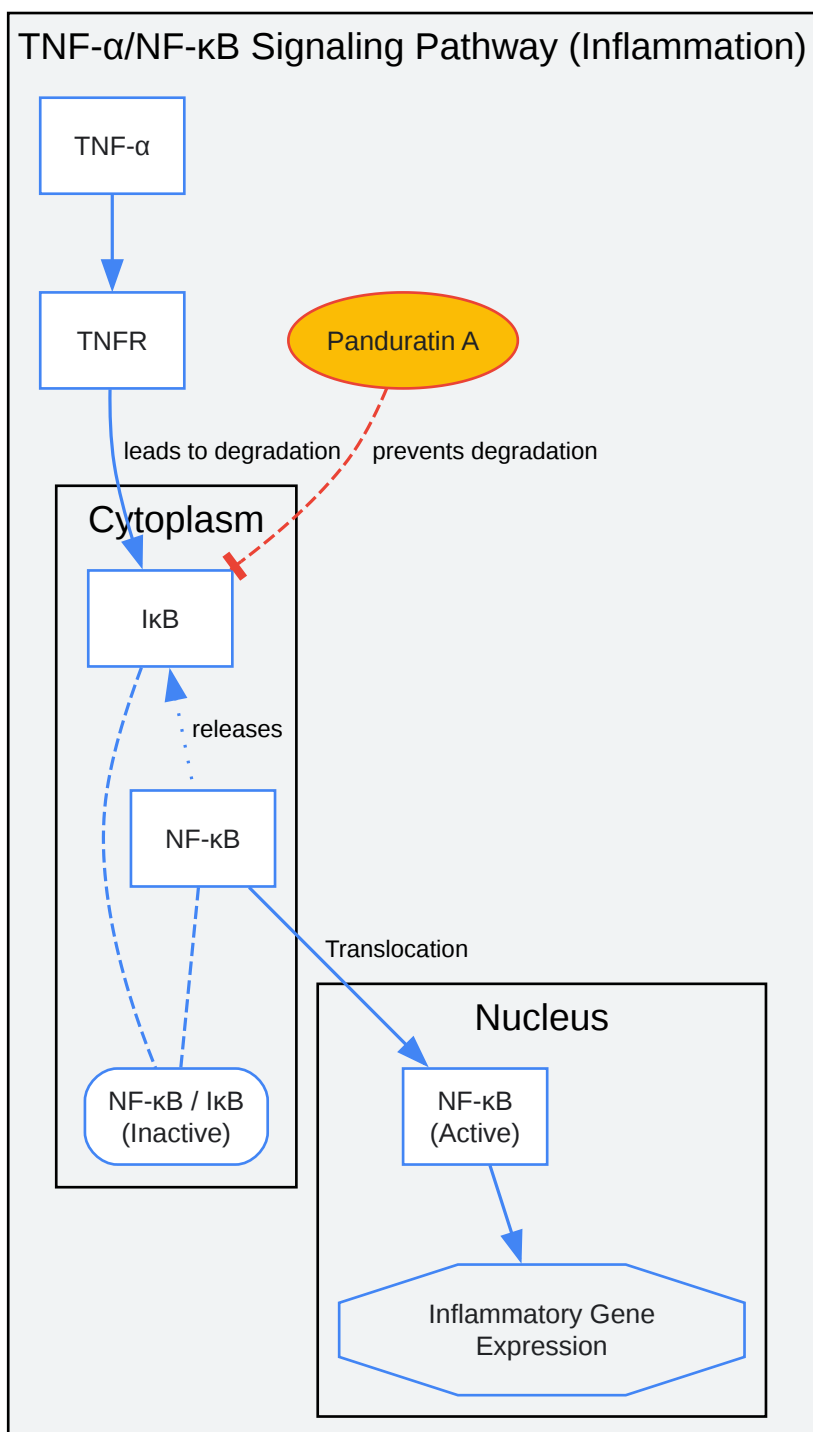 TNF-α/NF-κB Signaling Pathway (Inflammation)
TNF-α
TNFR
Panduratin A
leads to degradation
prevents degradation
Cytoplasm
IκB
releases
NF-κB
Translocation
Nucleus
NF-κB / IκB
(Inactive)
NF-κB
(Active)
Inflammatory Gene
Expression